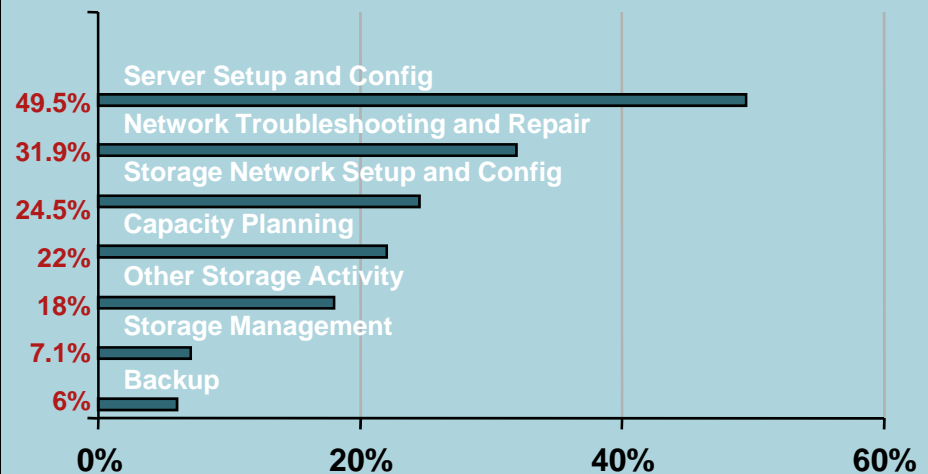 Server Setup and Config
49.5%
Network Troubleshooting and Repair
31.9%
Storage Network Setup and Config
24.5%
Capacity Planning
22%
Other Storage Activity
18%
Storage Management
7.1%
Backup
6%
0% 20% 40% 60%